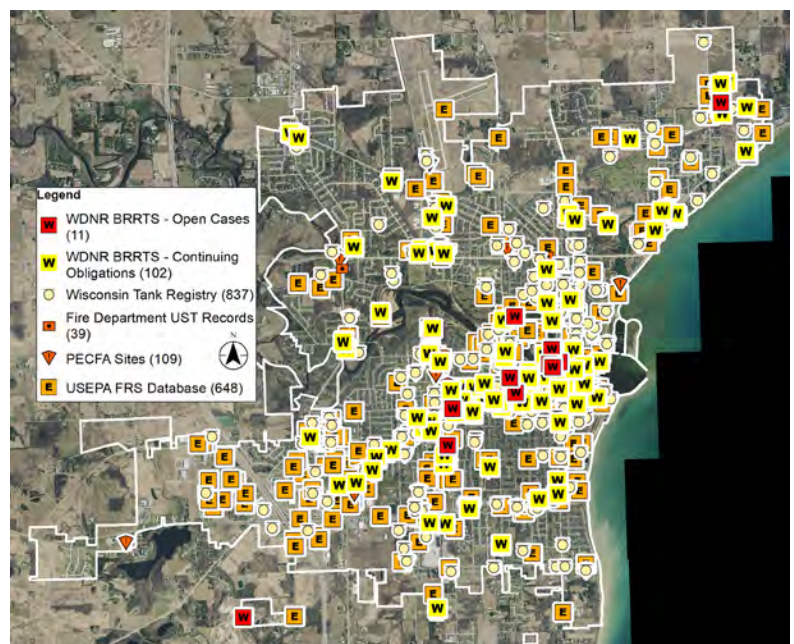 Legend
W WDNR BRRTS - Open Cases
(11)
W WDNR BRRTS - Continuing
Obligations (102)
Wisconsin Tank Registry (837)
Fire Department UST Records
(39)
N
PECFA Sites (109)
E USEPA FRS Database (648)